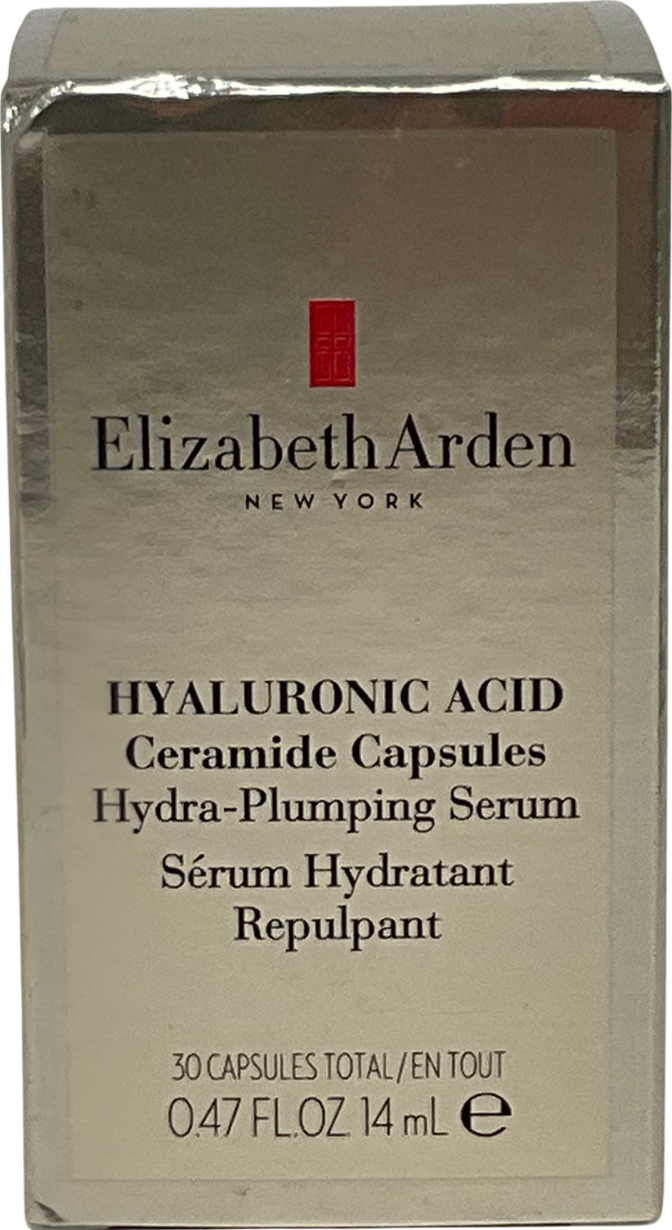 Elizabeth Arden
NEW YORK
HYALURONIC ACID
Ceramide Capsules
Hydra-Plumping Serum
Sérum Hydratant
Repulpant
30 CAPSULES TOTAL/EN TOUT
0.47 FL.OZ. 14 mL ℮